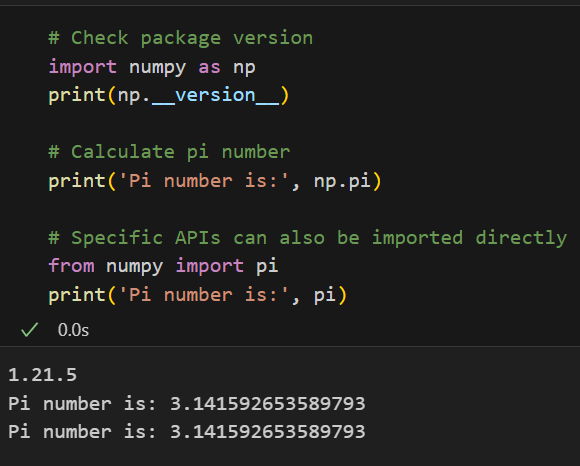 # Check package version
import numpy as np
print(np.__version__)
# Calculate pi number
print('Pi number is:', np.pi)
# Specific APIs can also be imported directly
from numpy import pi
print('Pi number is:', pi)
0.0s
1.21.5
Pi number is: 3.141592653589793
Pi number is: 3.141592653589793